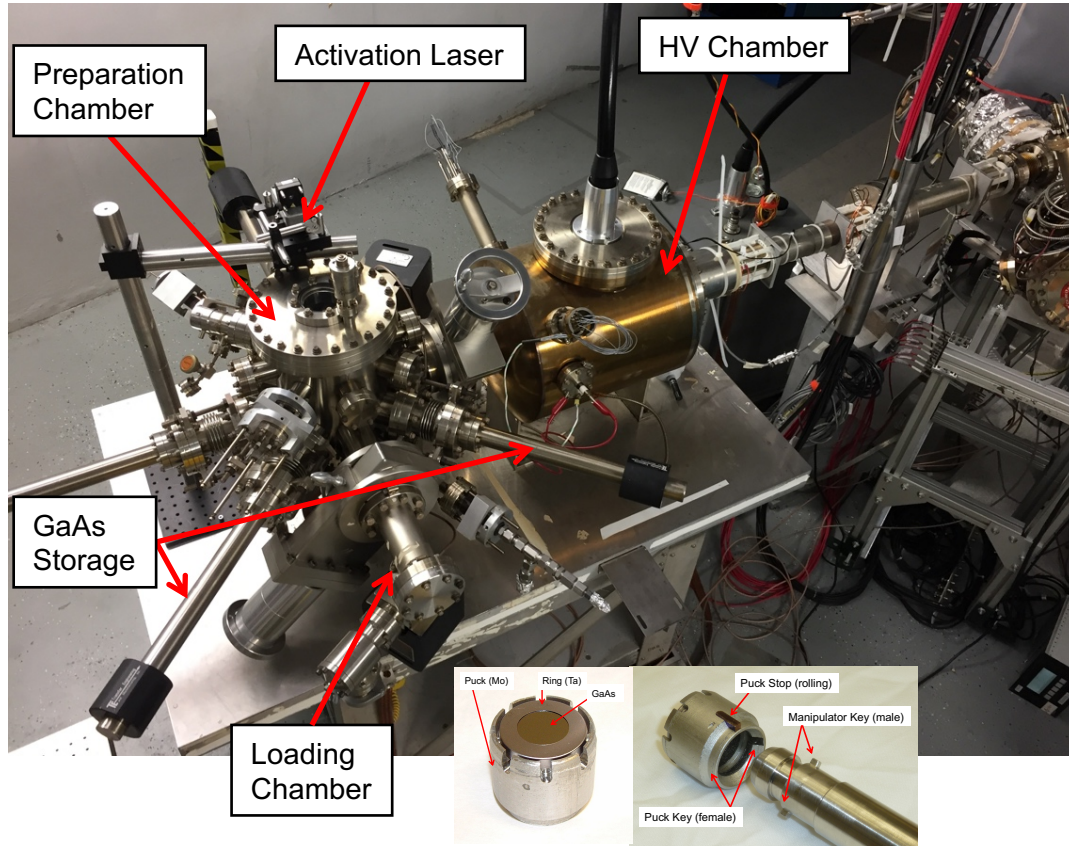 Preparation
Chamber
Activation Laser
HV Chamber
GaAs
Storage
Loading
Chamber
Puck (Mo)
Ring (Ta)
GaAs
Puck Stop (rolling)
Manipulator Key (male)
Puck Key (female)